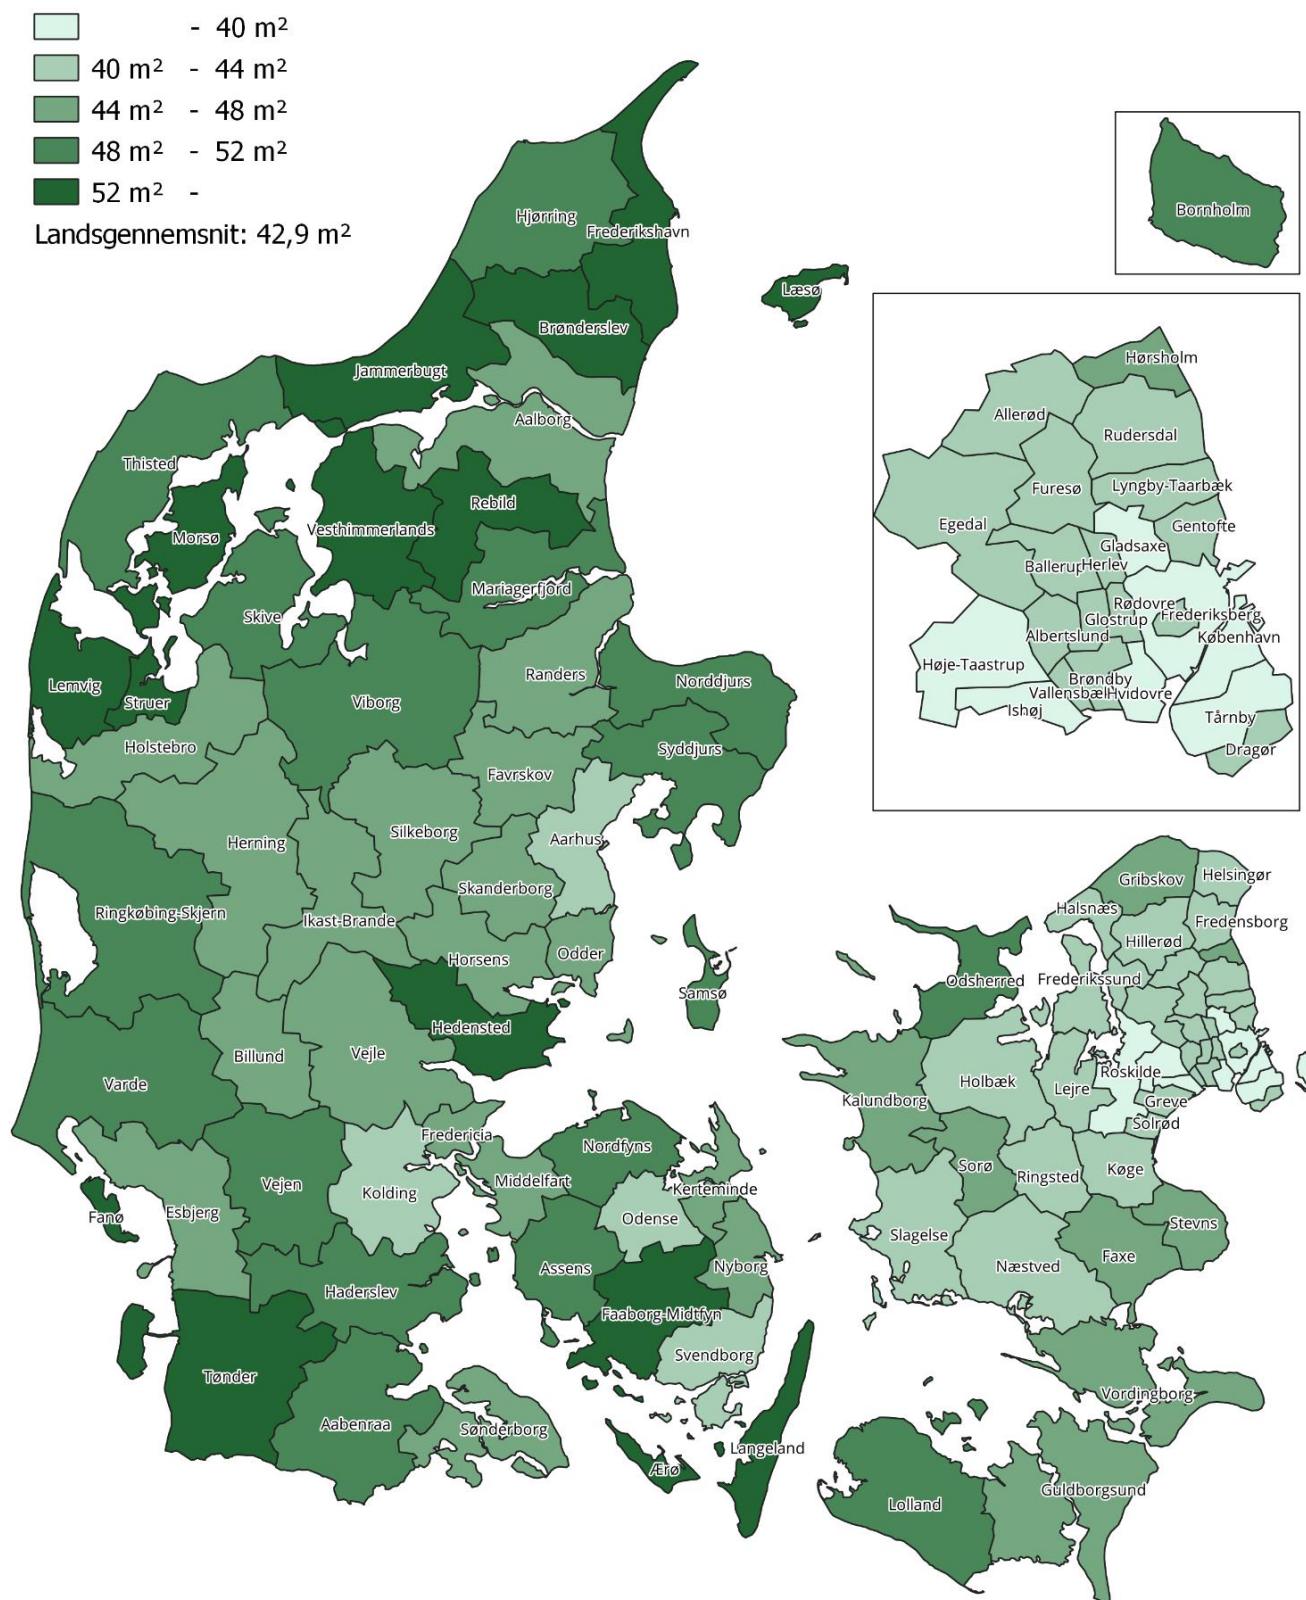 - 40 m²
40 m² - 44 m²
44 m² - 48 m²
48 m² - 52 m²
52 m² -
Landsgennemsnit: 42,9 m²
Hjørring
Frederikshavn
Bornholm
Læsø
Brønderslev
Jammerbugt
Aalborg
Thisted
Rebild
Vesthimmerlands
Morsø
Mariagerfjord
Skive
Randers
Norddjurs
Lemvig
Struer
Viborg
Holstebro
Syddjurs
Favrskov
Silkeborg
Aarhus
Herning
Skanderborg
Ringkøbing-Skjern
Ikast-Brande
Horsens
Odder
Samsø
Hedensted
Billund
Vejle
Varde
Fredericia
Nordfyns
Vejen
Kolding
Middelfart
Kerteminde
Fanø
Esbjerg
Odense
Assens
Nyborg
Haderslev
Faaborg-Midtfyn
Svendborg
Tønder
Aabenraa
Sønderborg
Langeland
Ærø
Hørsholm
Allerød
Rudersdal
Furesø
Lyngby-Taarbæk
Egedal
Gentofte
Gladsaxe
Ballerup
Herlev
Rødovre
Frederiksberg
Glostrup
Albertslund
København
Høje-Taastrup
Brøndby
Vallensbæk
Hvidovre
Ishøj
Tårnby
Dragør
Gribskov
Helsingør
Halsnæs
Fredensborg
Hillerød
Odsherred
Frederikssund
Roskilde
Holbæk
Lejre
Kalundborg
Greve
Solrød
Sorø
Ringsted
Køge
Slagelse
Stevns
Faxe
Næstved
Vordingborg
Guldborgsund
Lolland